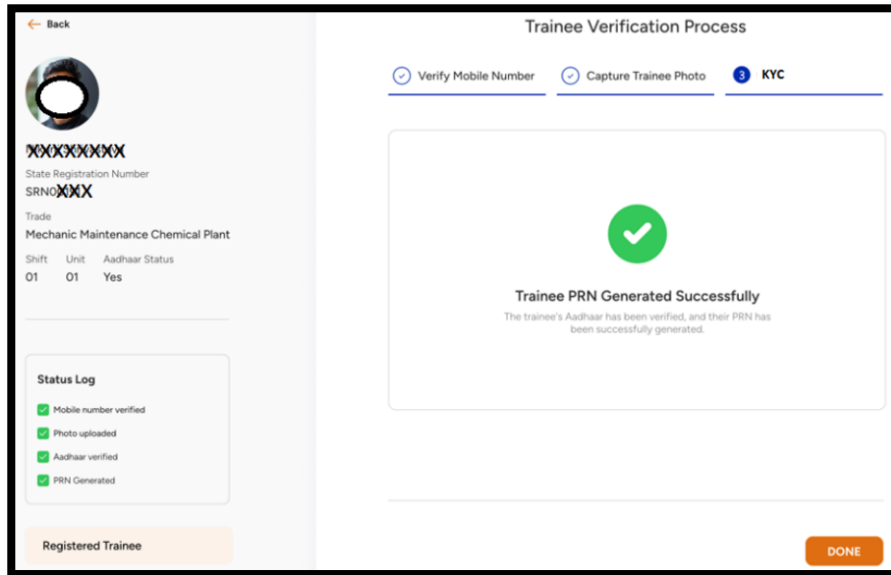 Back
State Registration Number
Trade
Mechanic Maintenance Chemical Plant
Shift Unit Aadhaar Status
01 01 Yes
Status Log
Mobile number verified
Photo uploaded
Aadhaar verified
PRN Generated
Registered Trainee
Trainee Verification Process
Verify Mobile Number Capture Trainee Photo 3 KYC
Trainee PRN Generated Successfully
The trainee's Aadhaar has been verified, and their PRN has
been successfully generated.
DONE